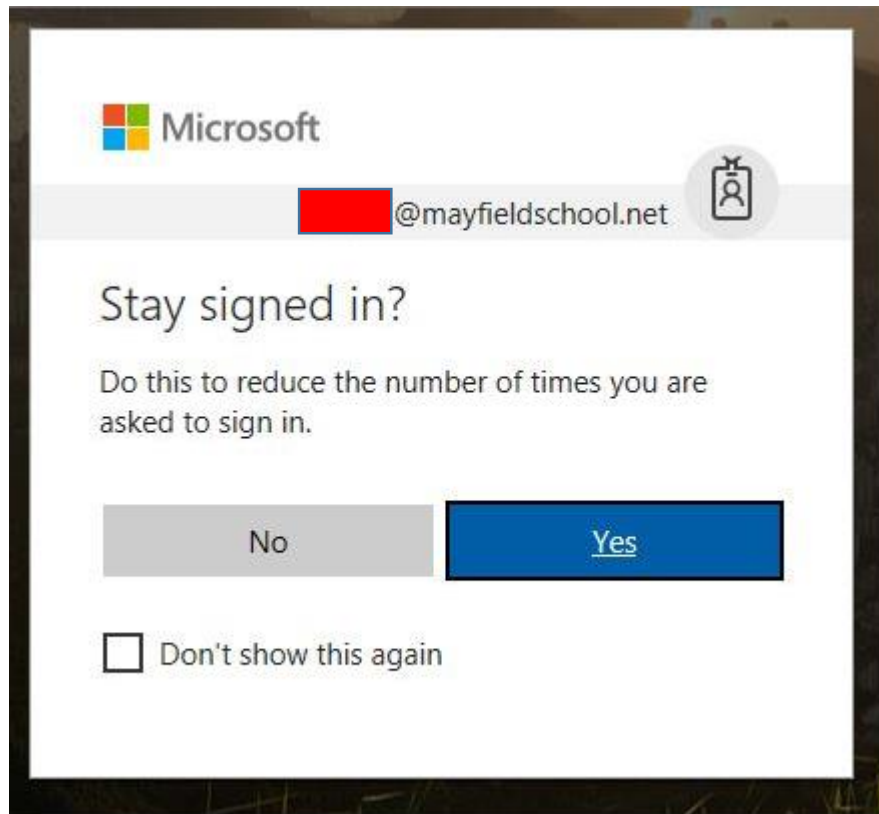 Microsoft
@mayfieldschool.net
Stay signed in?
Do this to reduce the number of times you are
asked to sign in.
No
Yes
Don't show this again